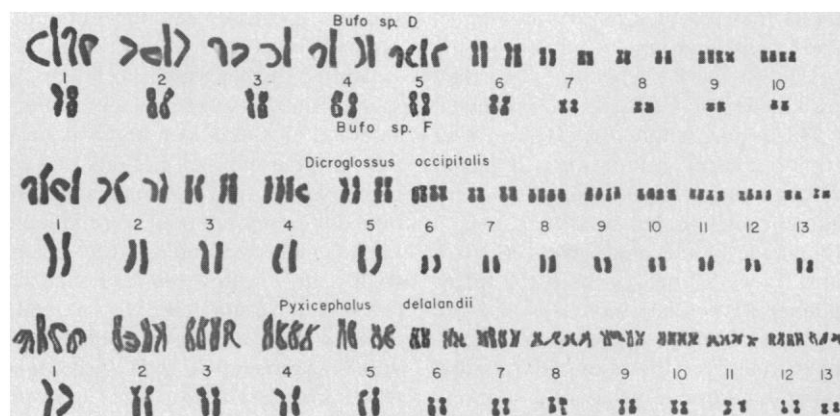 Bufo sp. D
1 2 3 4 5 6 7 8 9 10
Bufo sp. F
Dicroglossus occipitalis
1 2 3 4 5 6 7 8 9 10 11 12 13
Pyxicephalus delalandii
1 2 3 4 5 6 7 8 9 10 11 12 13